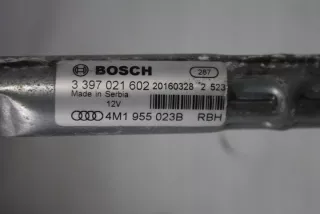 BOSCH 267
3 397 021 602 20160328 2 523
Made in Serbia
12V
4M1 955 023B RBH